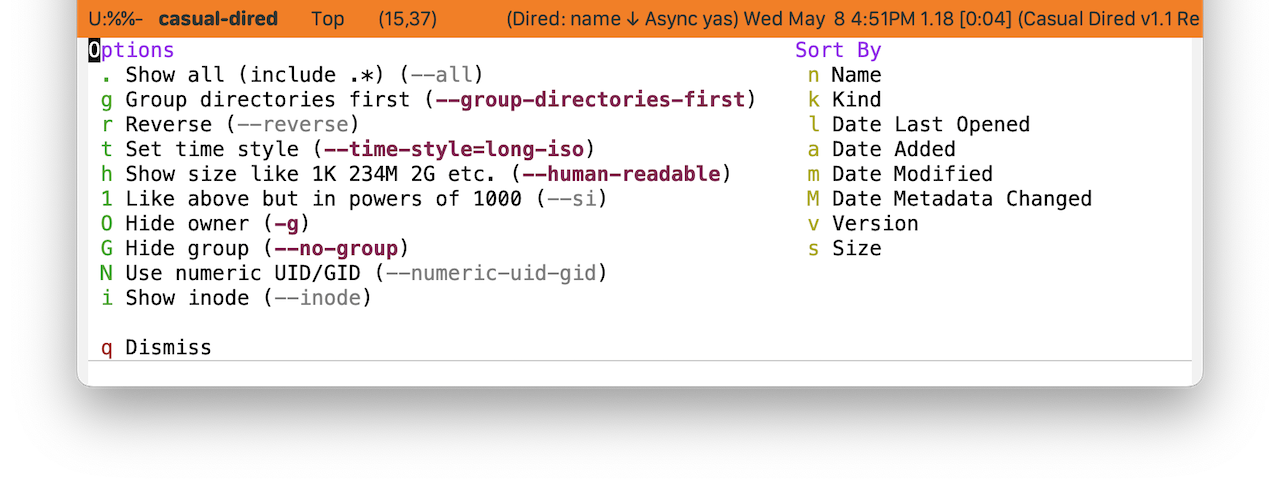 U:%%- casual-dired Top (15,37) (Dired: name ↓ Async yas) Wed May 8 4:51PM 1.18 [0:04] (Casual Dired v1.1 Re
Options Sort By
. Show all (include .*) (--all) n Name
g Group directories first (--group-directories-first) k Kind
r Reverse (--reverse) l Date Last Opened
t Set time style (--time-style=long-iso) a Date Added
h Show size like 1K 234M 2G etc. (--human-readable) m Date Modified
1 Like above but in powers of 1000 (--si) M Date Metadata Changed
O Hide owner (-g) v Version
G Hide group (--no-group) s Size
N Use numeric UID/GID (--numeric-uid-gid)
i Show inode (--inode)
q Dismiss